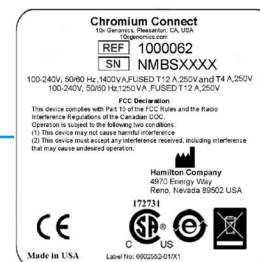 Chromium Connect
10x Genomics, Pleasanton, CA, USA
10xgenomics.com
REF 1000062
SN NMBSXXXX
100-240V, 50/60 Hz,1400VA,FUSED T12 A,250V and T4 A,250V
100-240V, 50/60 Hz,1250VA,FUSED T12 A,250V
FCC Declaration
This device complies with Part 15 of the FCC Rules and the Radio
Interference Regulations of the Canadian DOC.
Operation is subject to the following two conditions:
(1) This device may not cause harmful interference
(2) This device must accept any interference received, including interference
that may cause undesired operation.
Hamilton Company
4970 Energy Way
Reno, Nevada 89502 USA
172731
CE
C SA ® US
e
Made in USA
Label No: 6602552-01/X1